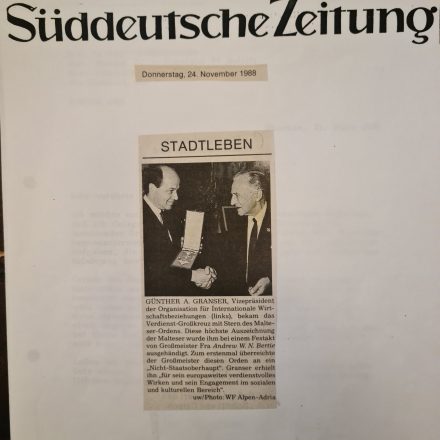 Süddeutsche Zeitung
Donnerstag, 24. November 1988
STADTLEBEN
GÜNTHER A. GRANSER, Vizepräsident
der Organisation für Internationale Wirt-
schaftsbeziehungen (links), bekam das
Verdienst-Großkreuz mit Stern des Malte-
ser-Ordens. Diese höchste Auszeichnung
der Malteser wurde ihm bei einem Festakt
von Großmeister Fra Andrew W. N. Bertie
ausgehändigt. Zum erstenmal überreichte
der Großmeister diesen Orden an ein
„Nicht-Staatsoberhaupt“. Granser erhielt
ihn „für sein europaweites verdienstvolles
Wirken und sein Engagement im sozialen
und kulturellen Bereich“.
uw/Photo: WF Alpen-Adria